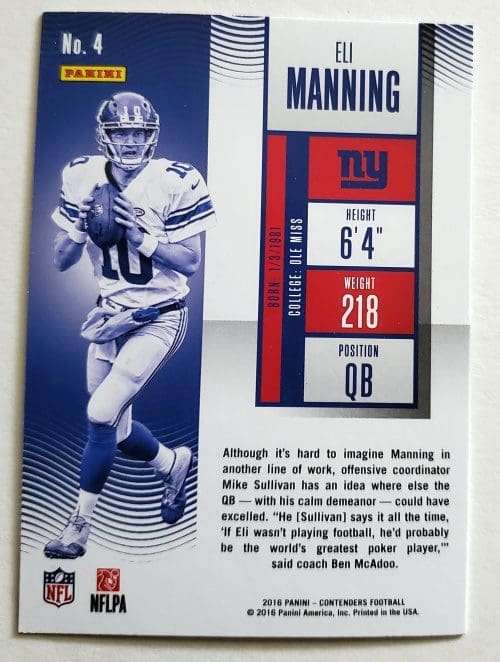 No. 4
PANINI
ELI
MANNING
ny
BORN 1/3/1981
COLLEGE: OLE MISS
HEIGHT
6'4"
WEIGHT
218
POSITION
QB
10
10
Although it's hard to imagine Manning in
another line of work, offensive coordinator
Mike Sullivan has an idea where else the
QB — with his calm demeanor — could have
excelled. “He [Sullivan] says it all the time,
‘If Eli wasn't playing football, he'd probably
be the world's greatest poker player,’”
said coach Ben McAdoo.
NFL
NFLPA
2016 PANINI – CONTENDERS FOOTBALL
© 2016 Panini America, Inc. Printed in the USA.